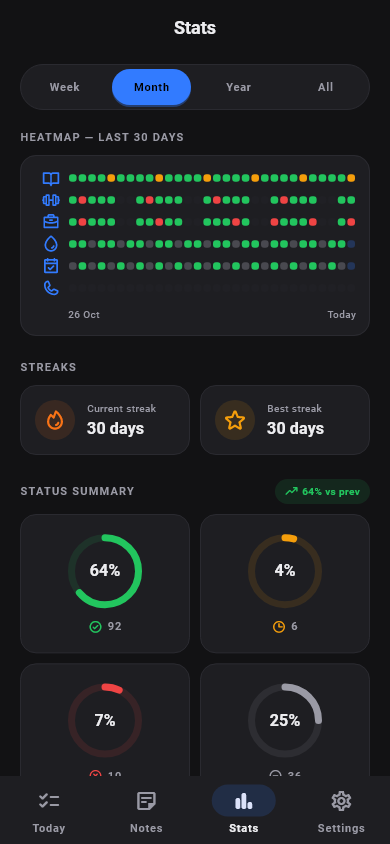 Stats
Week Month Year All
HEATMAP — LAST 30 DAYS
26 Oct Today
STREAKS
Current streak
30 days
Best streak
30 days
STATUS SUMMARY
64% vs prev
64%
92
4%
6
7%
25%
Today Notes Stats Settings